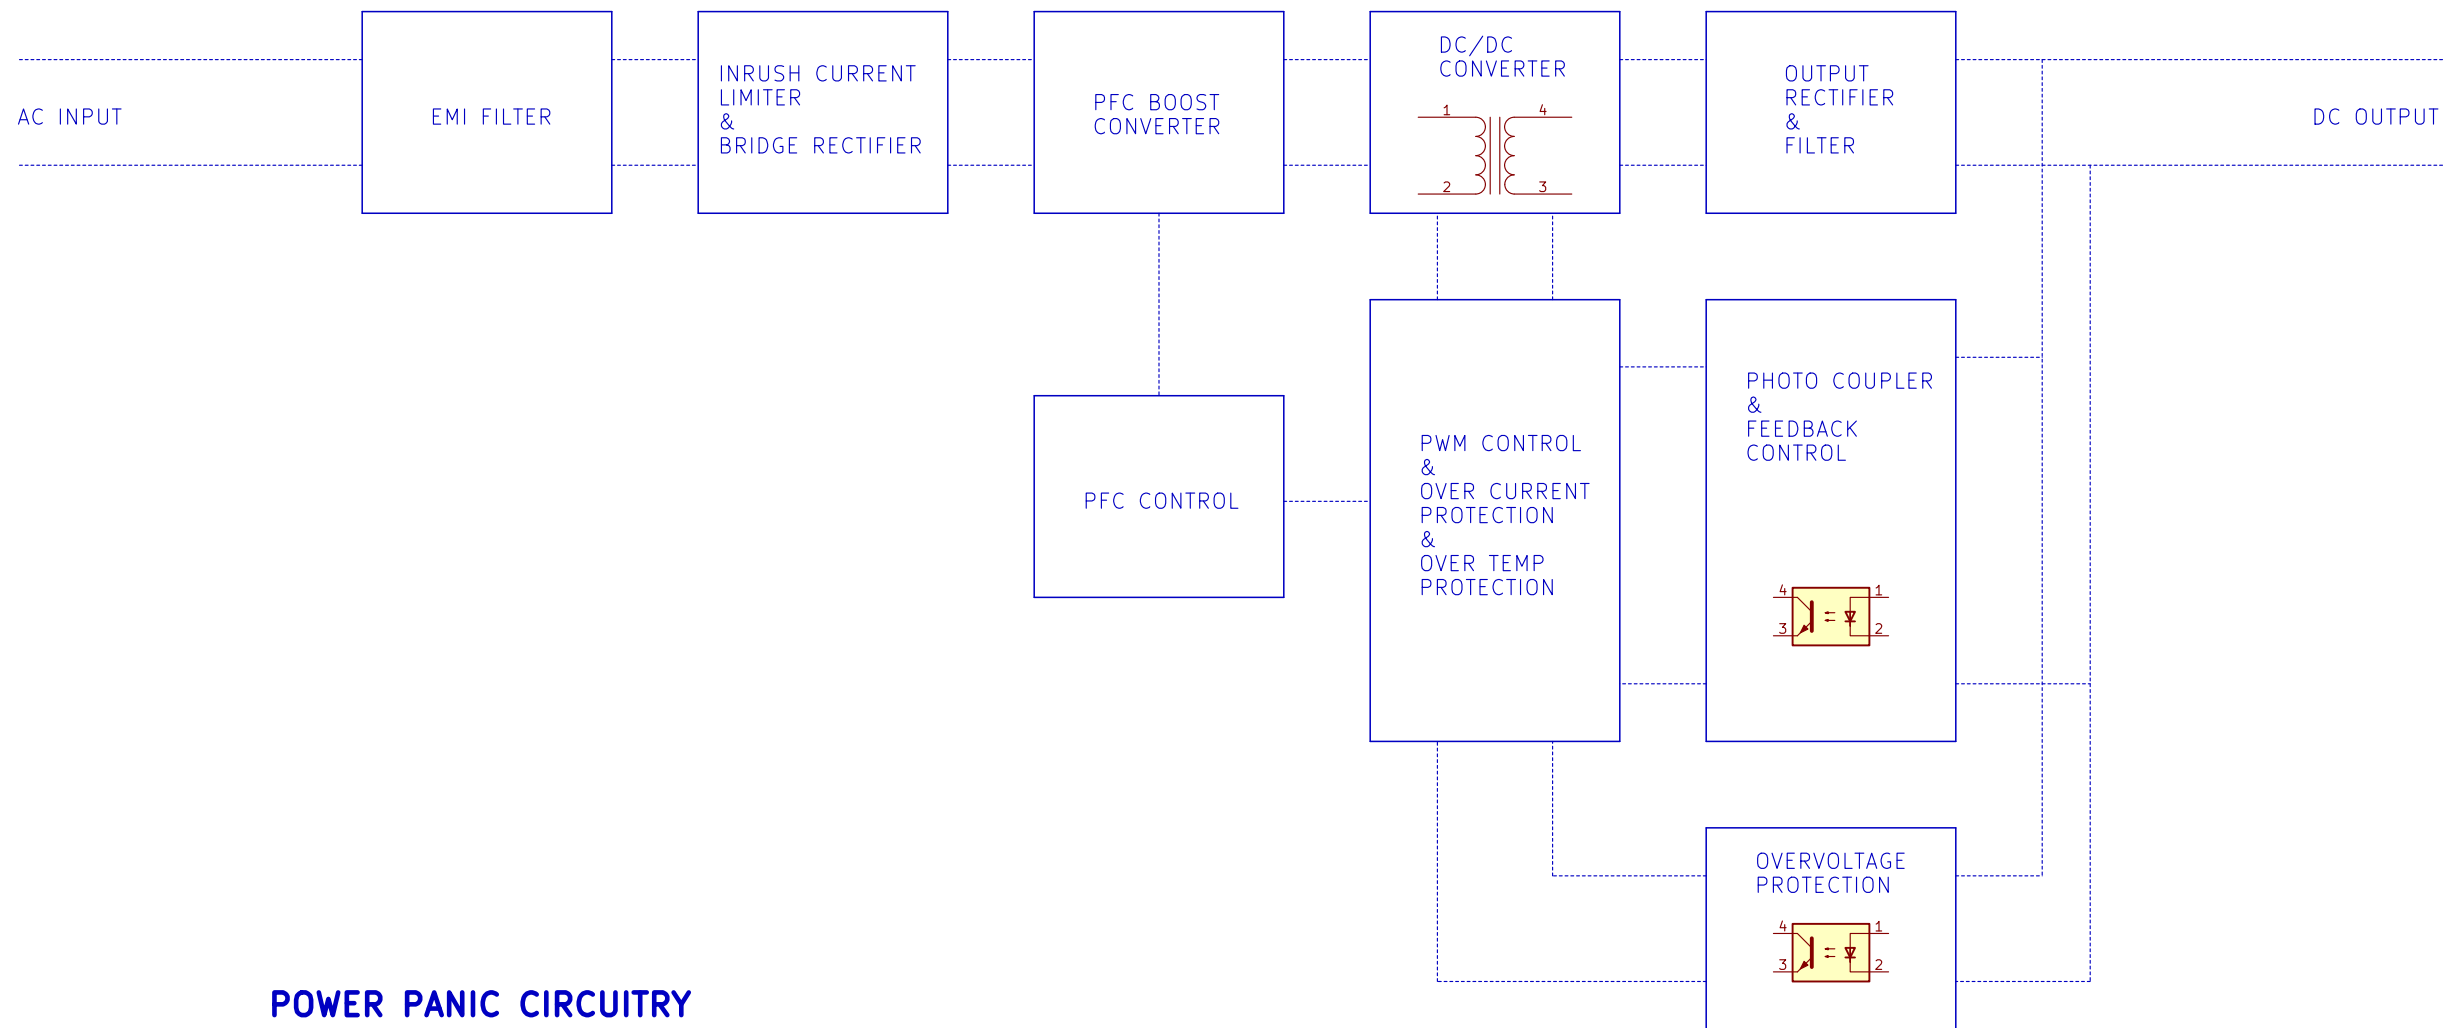 AC INPUT
EMI FILTER
INRUSH CURRENT
LIMITER
&
BRIDGE RECTIFIER
PFC BOOST
CONVERTER
DC/DC
CONVERTER
1
4
2
3
OUTPUT
RECTIFIER
&
FILTER
DC OUTPUT
PFC CONTROL
PWM CONTROL
&
OVER CURRENT
PROTECTION
&
OVER TEMP
PROTECTION
PHOTO COUPLER
&
FEEDBACK
CONTROL
4
1
3
2
OVERVOLTAGE
PROTECTION
4
1
3
2
POWER PANIC CIRCUITRY